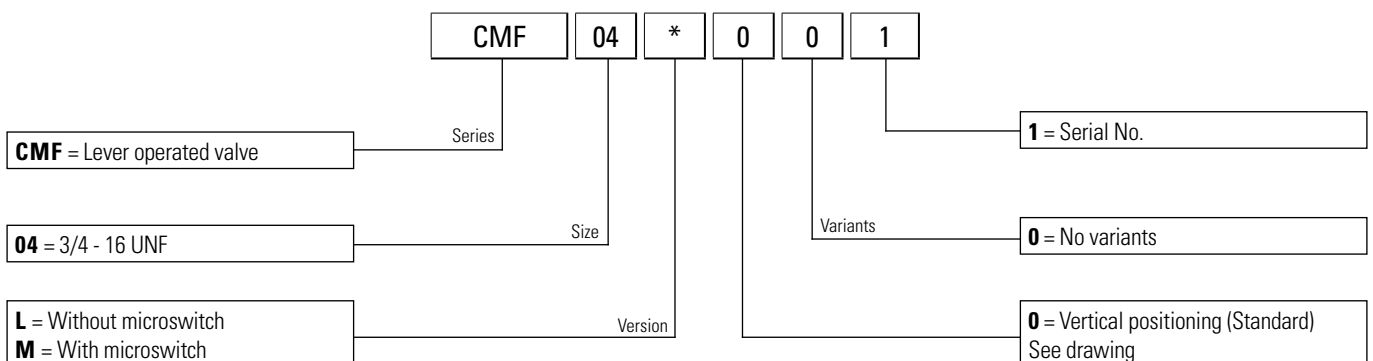 CMF 04 * 0 0 1
Series
CMF = Lever operated valve
1 = Serial No.
Size
04 = 3/4 - 16 UNF
Variants
0 = No variants
Version
L = Without microswitch
M = With microswitch
0 = Vertical positioning (Standard)
See drawing